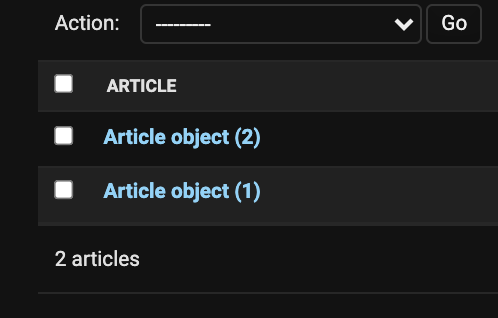 Action: --------- Go
ARTICLE
Article object (2)
Article object (1)
2 articles